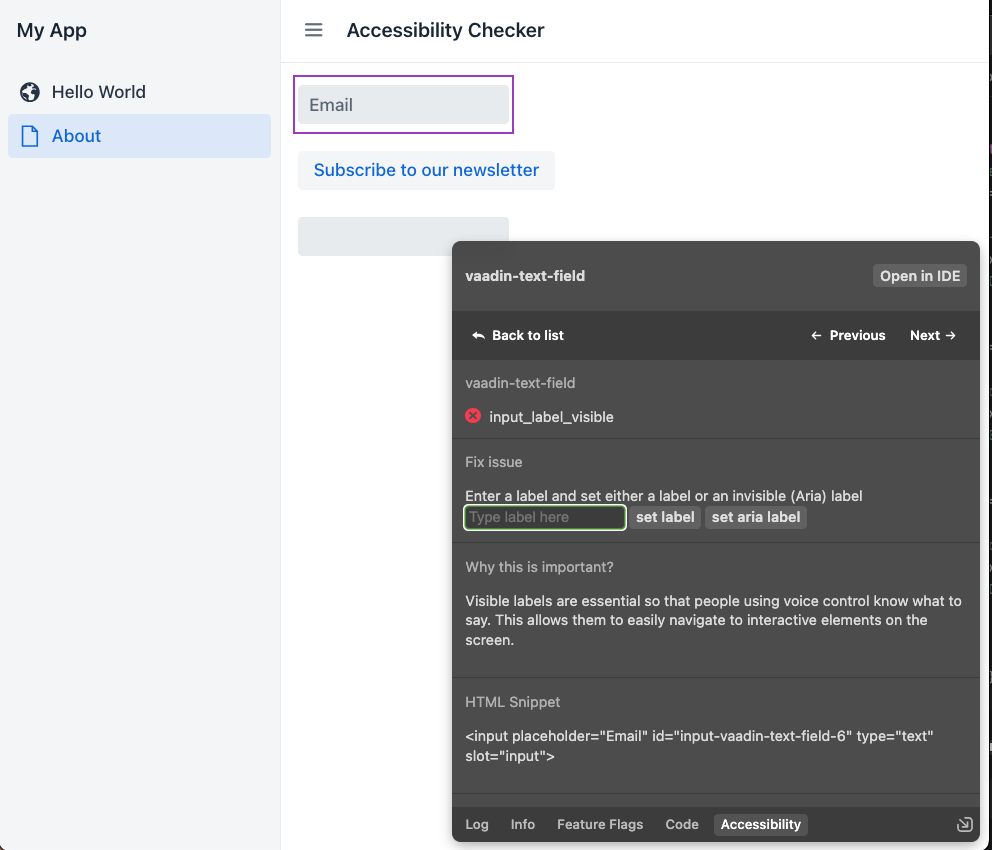 My App
Hello World
About
Accessibility Checker
Email
Subscribe to our newsletter
vaadin-text-field
Open in IDE
Back to list
Previous
Next
vaadin-text-field
input_label_visible
Fix issue
Enter a label and set either a label or an invisible (Aria) label
Type label here
set label
set aria label
Why this is important?
Visible labels are essential so that people using voice control know what to
say. This allows them to easily navigate to interactive elements on the
screen.
HTML Snippet
<input placeholder="Email" id="input-vaadin-text-field-6" type="text"
slot="input">
Log
Info
Feature Flags
Code
Accessibility